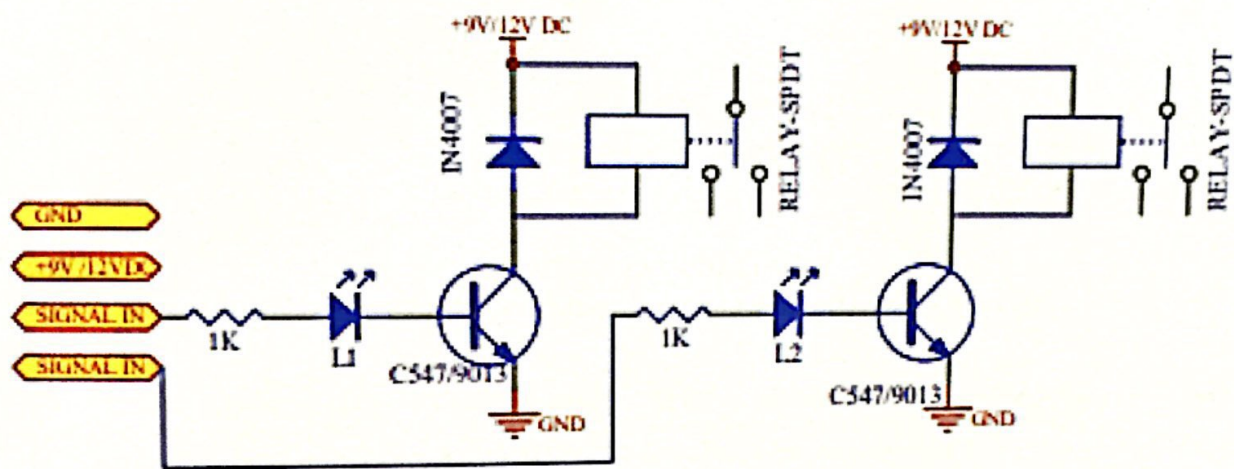 +9V/12V DC
+9V/12V DC
IN4007
RELAY-SPDT
IN4007
RELAY-SPDT
GND
+9V/12VDC
SIGNAL IN
SIGNAL IN
1K
L1
C547/9013
GND
1K
L2
C547/9013
GND